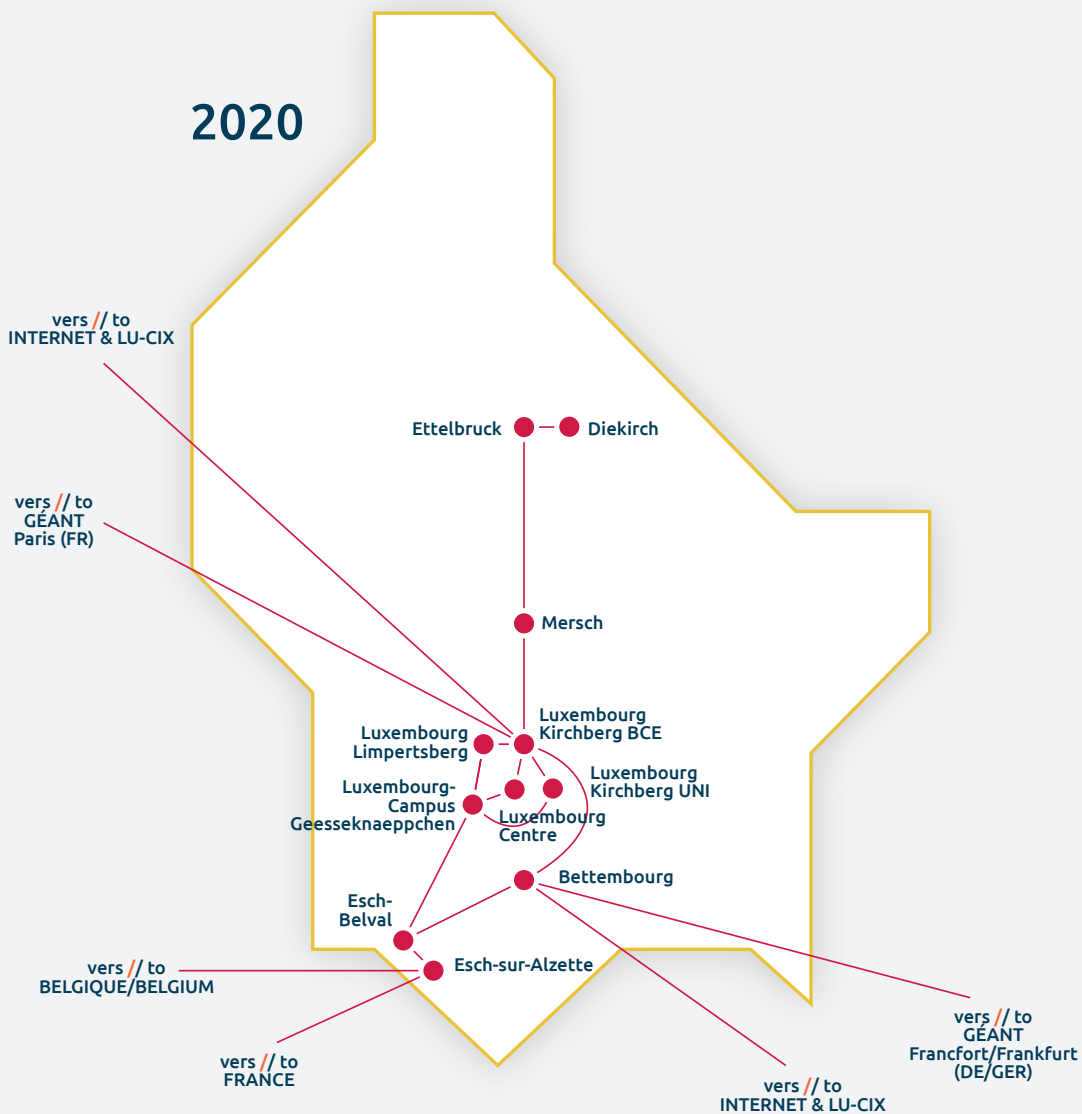 2020
vers // to
INTERNET & LU-CIX
Ettelbruck
Diekirch
vers // to
GÉANT
Paris (FR)
Mersch
Luxembourg
Kirchberg BCE
Luxembourg
Limpertsberg
Luxembourg
Kirchberg UNI
Luxembourg-
Campus
Geesseknaeppchen
Luxembourg
Centre
Bettembourg
Esch-
Belval
Esch-sur-Alzette
vers // to
BELGIQUE/BELGIUM
vers // to
FRANCE
vers // to
GÉANT
Francfort/Frankfurt
(DE/GER)
vers // to
INTERNET & LU-CIX